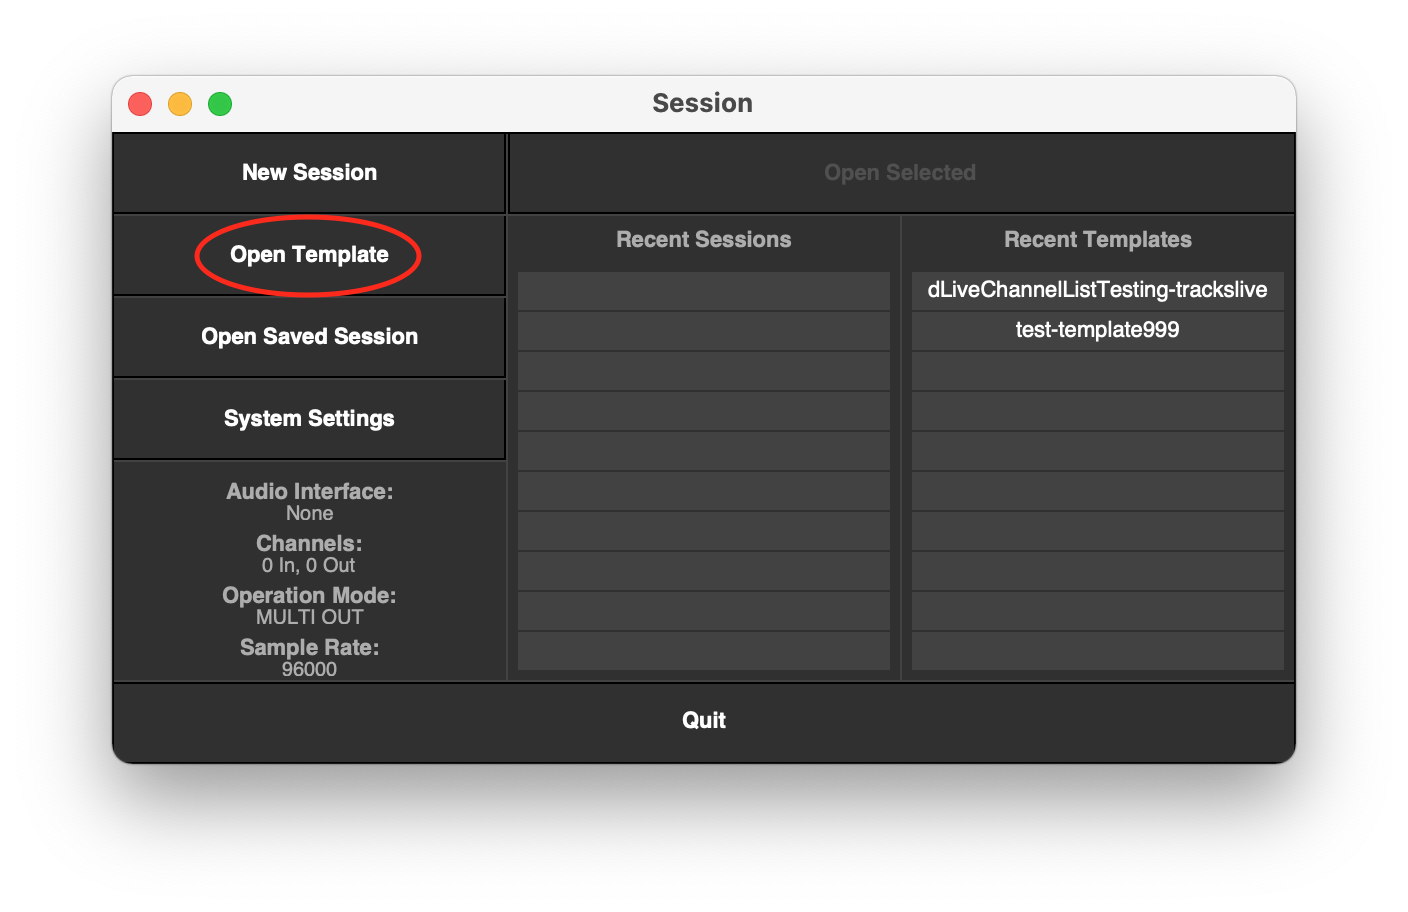 Session
New Session
Open Selected
Open Template
Recent Sessions
Recent Templates
dLiveChannelListTesting-trackslive
test-template999
Open Saved Session
System Settings
Audio Interface:
None
Channels:
0 In, 0 Out
Operation Mode:
MULTI OUT
Sample Rate:
96000
Quit